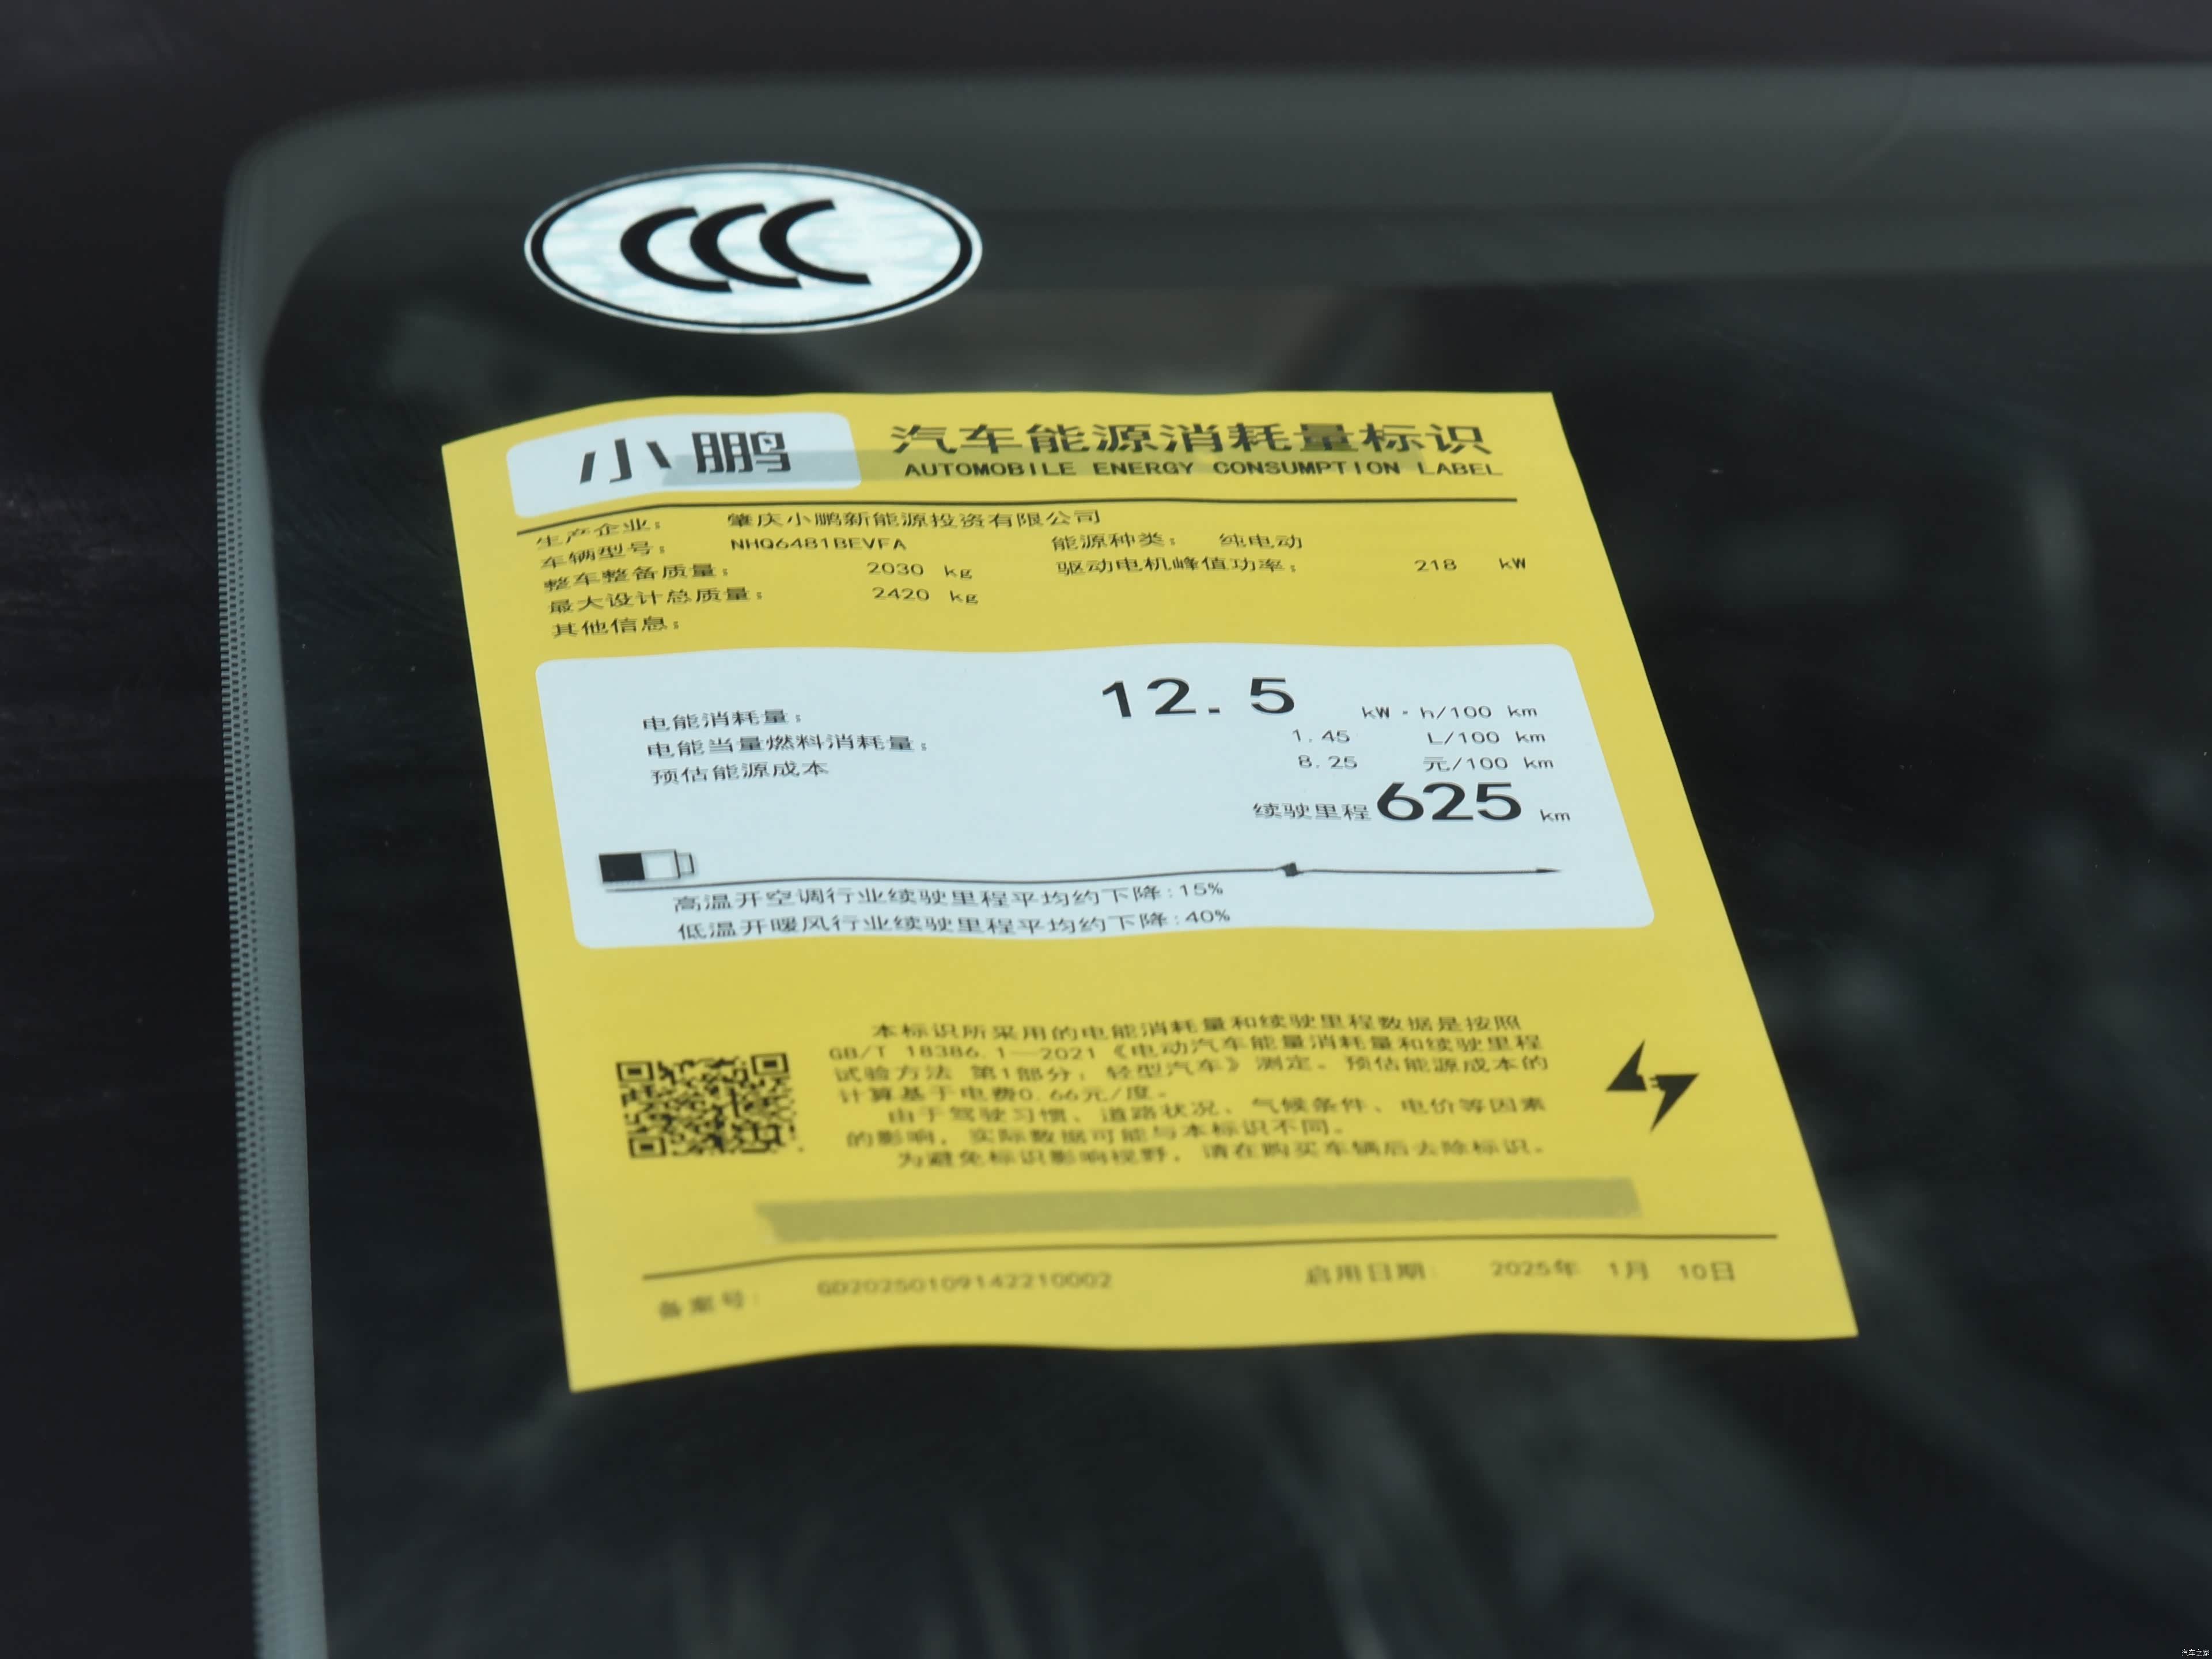 CCC
小鹏
汽车能源消耗量标识
AUTOMOBILE ENERGY CONSUMPTION LABEL
生产企业： 肇庆小鹏新能源投资有限公司
车辆型号： NHQ6481BEVFA 能源种类： 纯电动
整车整备质量： 2030 kg 驱动电机峰值功率： 218 kW
最大设计总质量： 2420 kg
其他信息：
电能消耗量： 12.5 kW·h/100 km
电能当量燃料消耗量： 1.45 L/100 km
预估能源成本 8.25 元/100 km
续驶里程 625 km
高温开空调行业续驶里程平均约下降:15%
低温开暖风行业续驶里程平均约下降:40%
本标识所采用的电能消耗量和续驶里程数据是按照
GB/T 18386.1—2021《电动汽车能量消耗量和续驶里程
试验方法 第1部分：轻型汽车》测定。预估能源成本的
计算基于电费0.66元/度。
由于驾驶习惯、道路状况、气候条件、电价等因素
的影响，实际数据可能与本标识不同。
为避免标识影响视野，请在购买车辆后去除标识。
备案号： GD20250109142210002 启用日期： 2025年 1月 10日
汽车之家